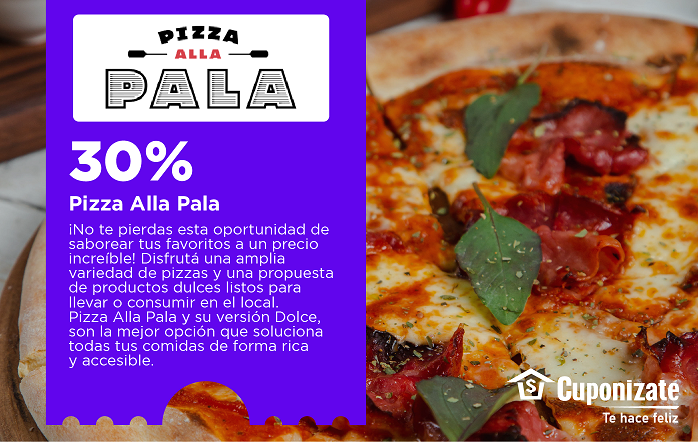 PIZZA
ALLA
PALA
30%
Pizza Alla Pala
¡No te pierdas esta oportunidad de
saborear tus favoritos a un precio
increíble! Disfrutá una amplia
variedad de pizzas y una propuesta
de productos dulces listos para
llevar o consumir en el local.
Pizza Alla Pala y su versión Dolce,
son la mejor opción que soluciona
todas tus comidas de forma rica
y accesible.
$ Cuponizate
Te hace feliz